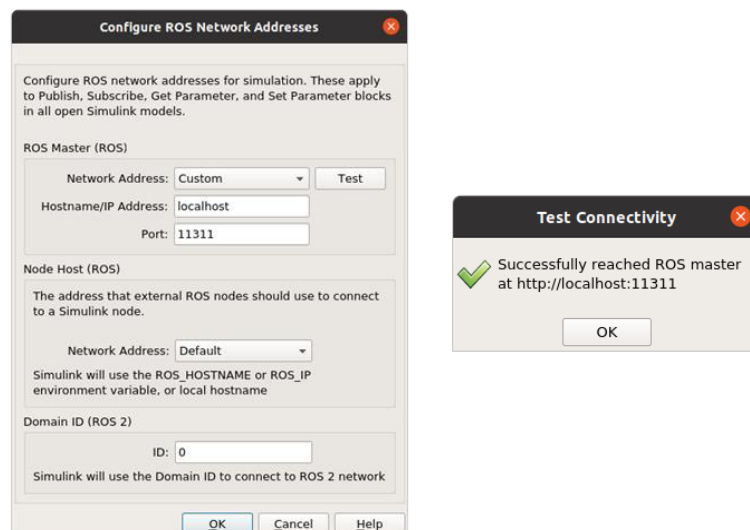 Configure ROS Network Addresses
Configure ROS network addresses for simulation. These apply
to Publish, Subscribe, Get Parameter, and Set Parameter blocks
in all open Simulink models.
ROS Master (ROS)
Network Address: Custom Test
Hostname/IP Address: localhost
Port: 11311
Node Host (ROS)
The address that external ROS nodes should use to connect
to a Simulink node.
Network Address: Default
Simulink will use the ROS_HOSTNAME or ROS_IP
environment variable, or local hostname
Domain ID (ROS 2)
ID: 0
Simulink will use the Domain ID to connect to ROS 2 network
OK Cancel Help
Test Connectivity
Successfully reached ROS master
at http://localhost:11311
OK